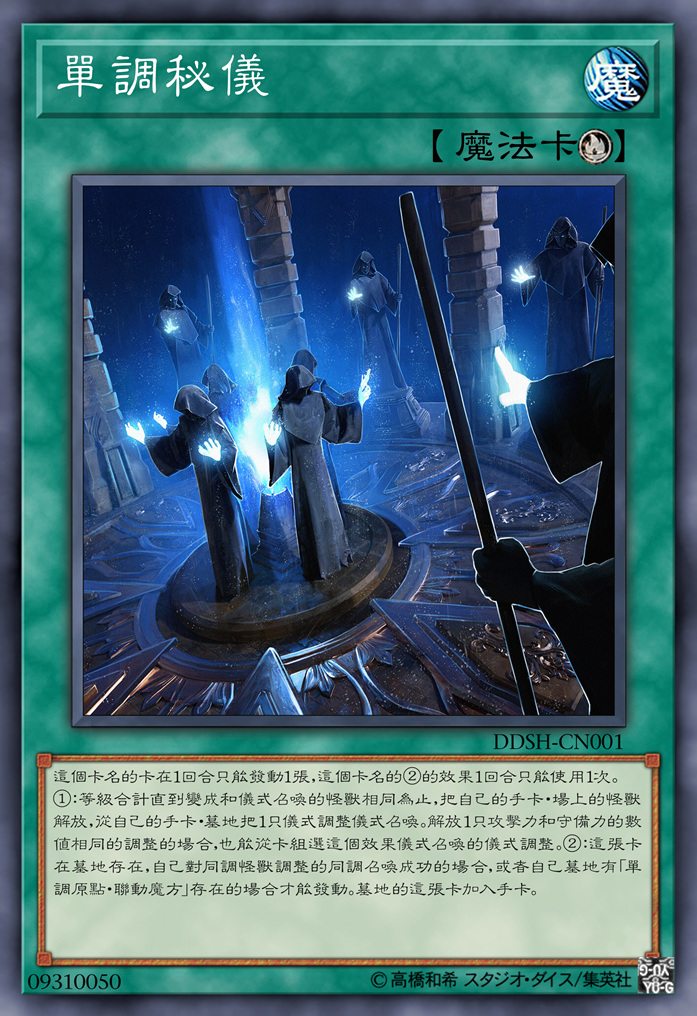 單調秘儀
魔
【魔法卡】
DDSH-CN001
這個卡名的卡在1回合只能發動1張,這個卡名的②的效果1回合只能使用1次。
①:等級合計直到變成和儀式召喚的怪獸相同為止,把自己的手卡・場上的怪獸
解放,從自己的手卡・墓地把1只儀式調整儀式召喚。解放1只攻擊力和守備力的數
值相同的調整的場合,也能從卡組選這個效果儀式召喚的儀式調整。②:這張卡
在墓地存在,自己對同調怪獸調整的同調召喚成功的場合,或者自己墓地有「單
調原點・聯動魔方」存在的場合才能發動。墓地的這張卡加入手卡。
09310050
©高橋和希 スタジオ・ダイス/集英社